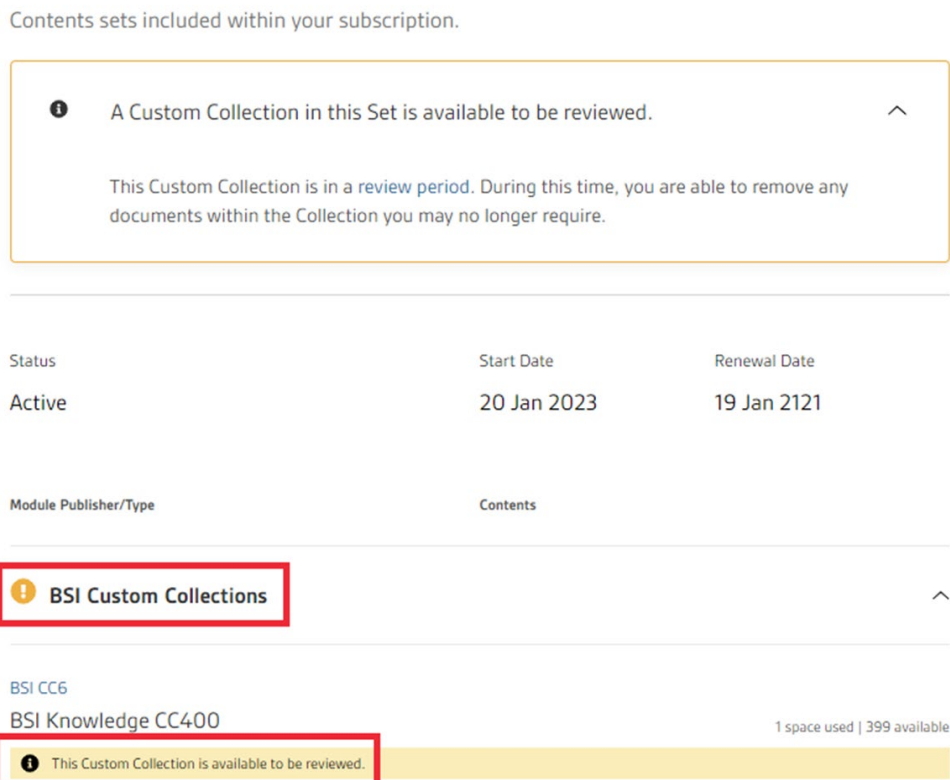 Contents sets included within your subscription.
A Custom Collection in this Set is available to be reviewed.
This Custom Collection is in a review period. During this time, you are able to remove any
documents within the Collection you may no longer require.
Status Start Date Renewal Date
Active 20 Jan 2023 19 Jan 2121
Module Publisher/Type Contents
BSI Custom Collections
BSI CC6
BSI Knowledge CC400
1 space used | 399 available
This Custom Collection is available to be reviewed.